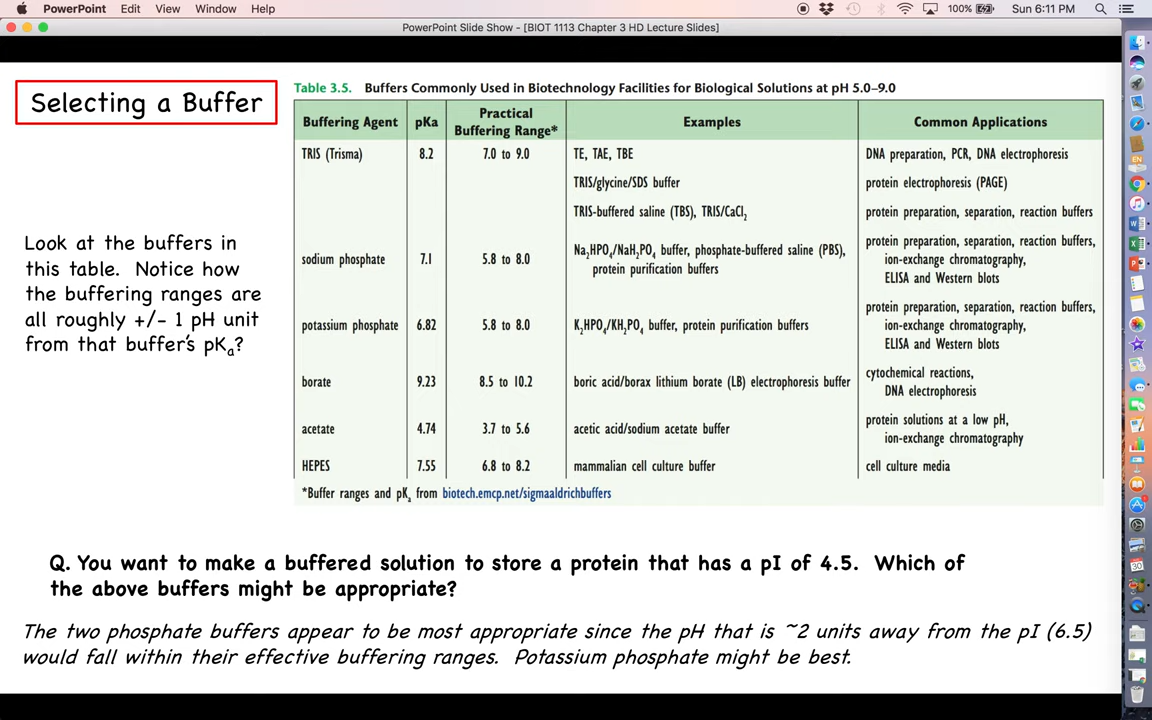 PowerPoint Edit View Window Help 100% Sun 6:11 PM
PowerPoint Slide Show - [BIOT 1113 Chapter 3 HD Lecture Slides]
Selecting a Buffer
Look at the buffers in
this table. Notice how
the buffering ranges are
all roughly +/- 1 pH unit
from that buffer's pKa?
Table 3.5. Buffers Commonly Used in Biotechnology Facilities for Biological Solutions at pH 5.0–9.0
Buffering Agent pKa Practical Buffering Range* Examples Common Applications
TRIS (Trisma) 8.2 7.0 to 9.0 TE, TAE, TBE DNA preparation, PCR, DNA electrophoresis
TRIS/glycine/SDS buffer protein electrophoresis (PAGE)
TRIS-buffered saline (TBS), TRIS/CaCl2 protein preparation, separation, reaction buffers
sodium phosphate 7.1 5.8 to 8.0 Na2HPO4/NaH2PO4 buffer, phosphate-buffered saline (PBS),
protein purification buffers
protein preparation, separation, reaction buffers,
ion-exchange chromatography,
ELISA and Western blots
potassium phosphate 6.82 5.8 to 8.0 K2HPO4/KH2PO4 buffer, protein purification buffers
protein preparation, separation, reaction buffers,
ion-exchange chromatography,
ELISA and Western blots
borate 9.23 8.5 to 10.2 boric acid/borax lithium borate (LB) electrophoresis buffer
cytochemical reactions,
DNA electrophoresis
acetate 4.74 3.7 to 5.6 acetic acid/sodium acetate buffer
protein solutions at a low pH,
ion-exchange chromatography
HEPES 7.55 6.8 to 8.2 mammalian cell culture buffer cell culture media
*Buffer ranges and pKa from biotech.emcp.net/sigmaaldrichbuffers
Q. You want to make a buffered solution to store a protein that has a pI of 4.5. Which of
the above buffers might be appropriate?
The two phosphate buffers appear to be most appropriate since the pH that is ~2 units away from the pI (6.5)
would fall within their effective buffering ranges. Potassium phosphate might be best.